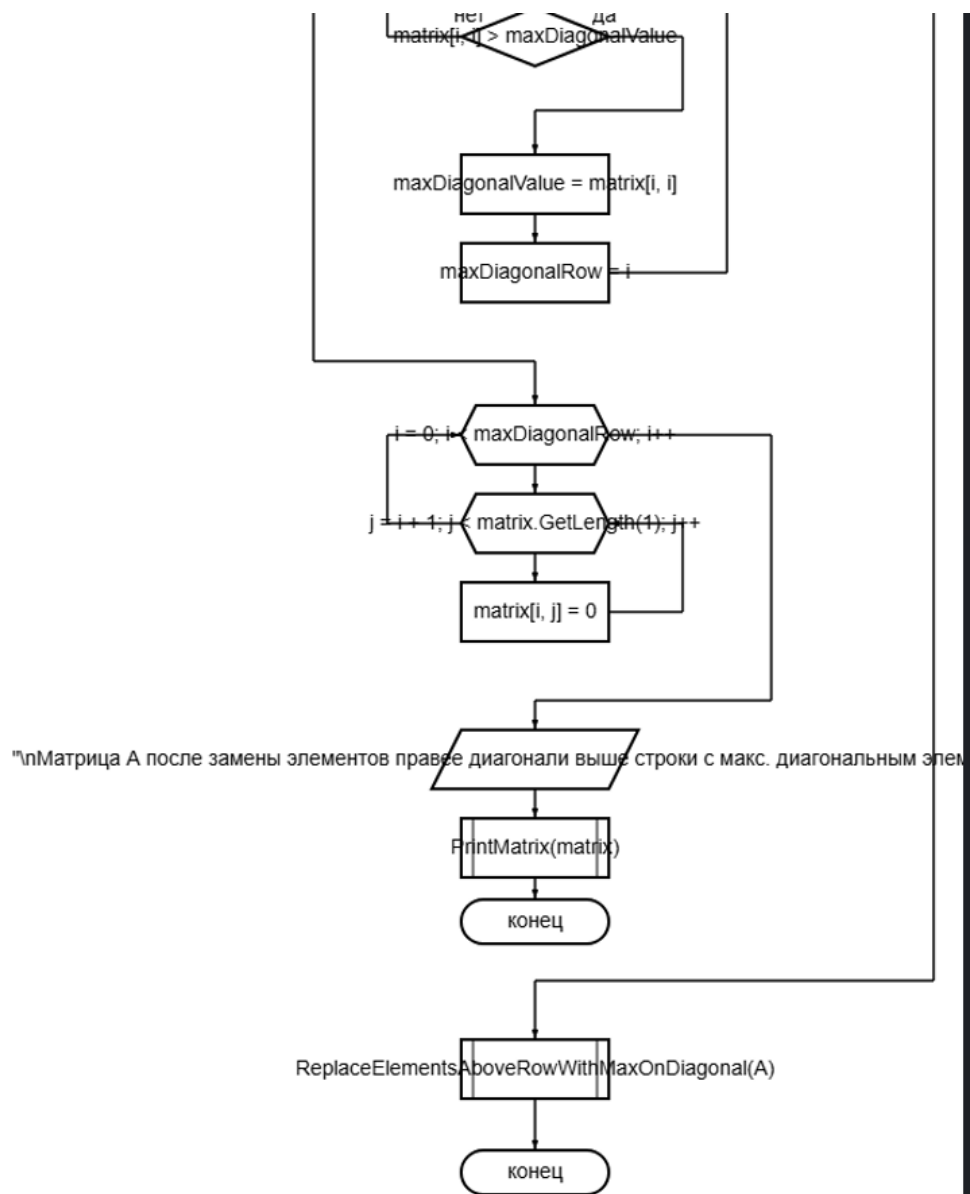 нет да
matrix[i, i] > maxDiagonalValue
maxDiagonalValue = matrix[i, i]
maxDiagonalRow = i
i = 0; i < maxDiagonalRow; i++
j = i + 1; j < matrix.GetLength(1); j++
matrix[i, j] = 0
"\nМатрица А после замены элементов правее диагонали выше строки с макс. диагональным элем
PrintMatrix(matrix)
конец
ReplaceElementsAboveRowWithMaxOnDiagonal(A)
конец